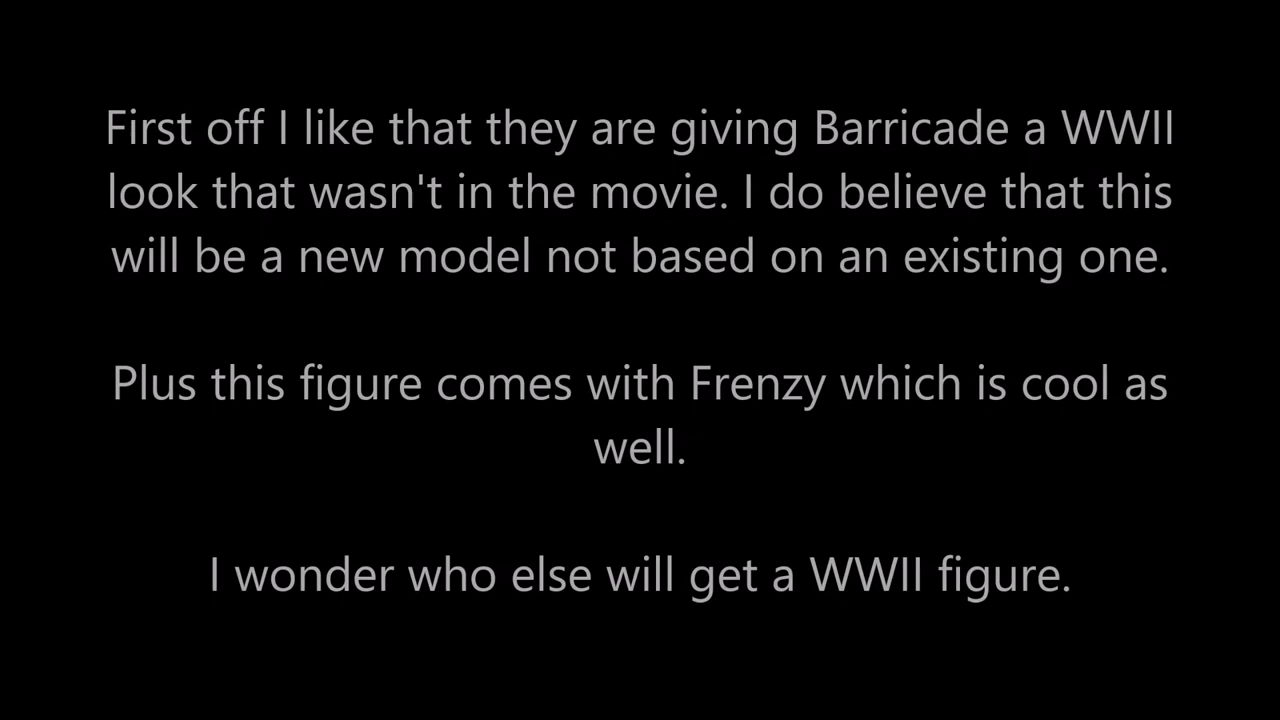 First off I like that they are giving Barricade a WWII
look that wasn't in the movie. I do believe that this
will be a new model not based on an existing one.
Plus this figure comes with Frenzy which is cool as
well.
I wonder who else will get a WWII figure.